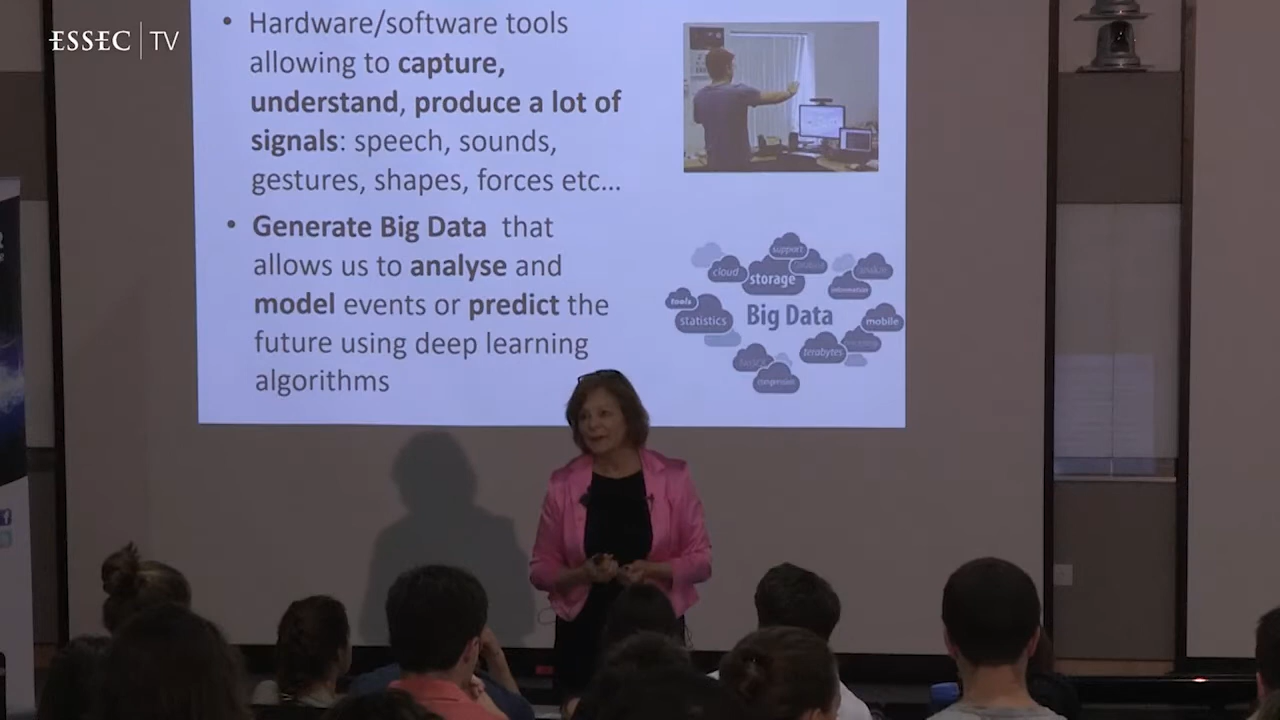 ESSEC TV
• Hardware/software tools
allowing to capture,
understand, produce a lot of
signals: speech, sounds,
gestures, shapes, forces etc...
• Generate Big Data that
allows us to analyse and
model events or predict the
future using deep learning
algorithms
support
cloud
storage
information
tools
statistics
Big Data
mobile
terabytes
compression